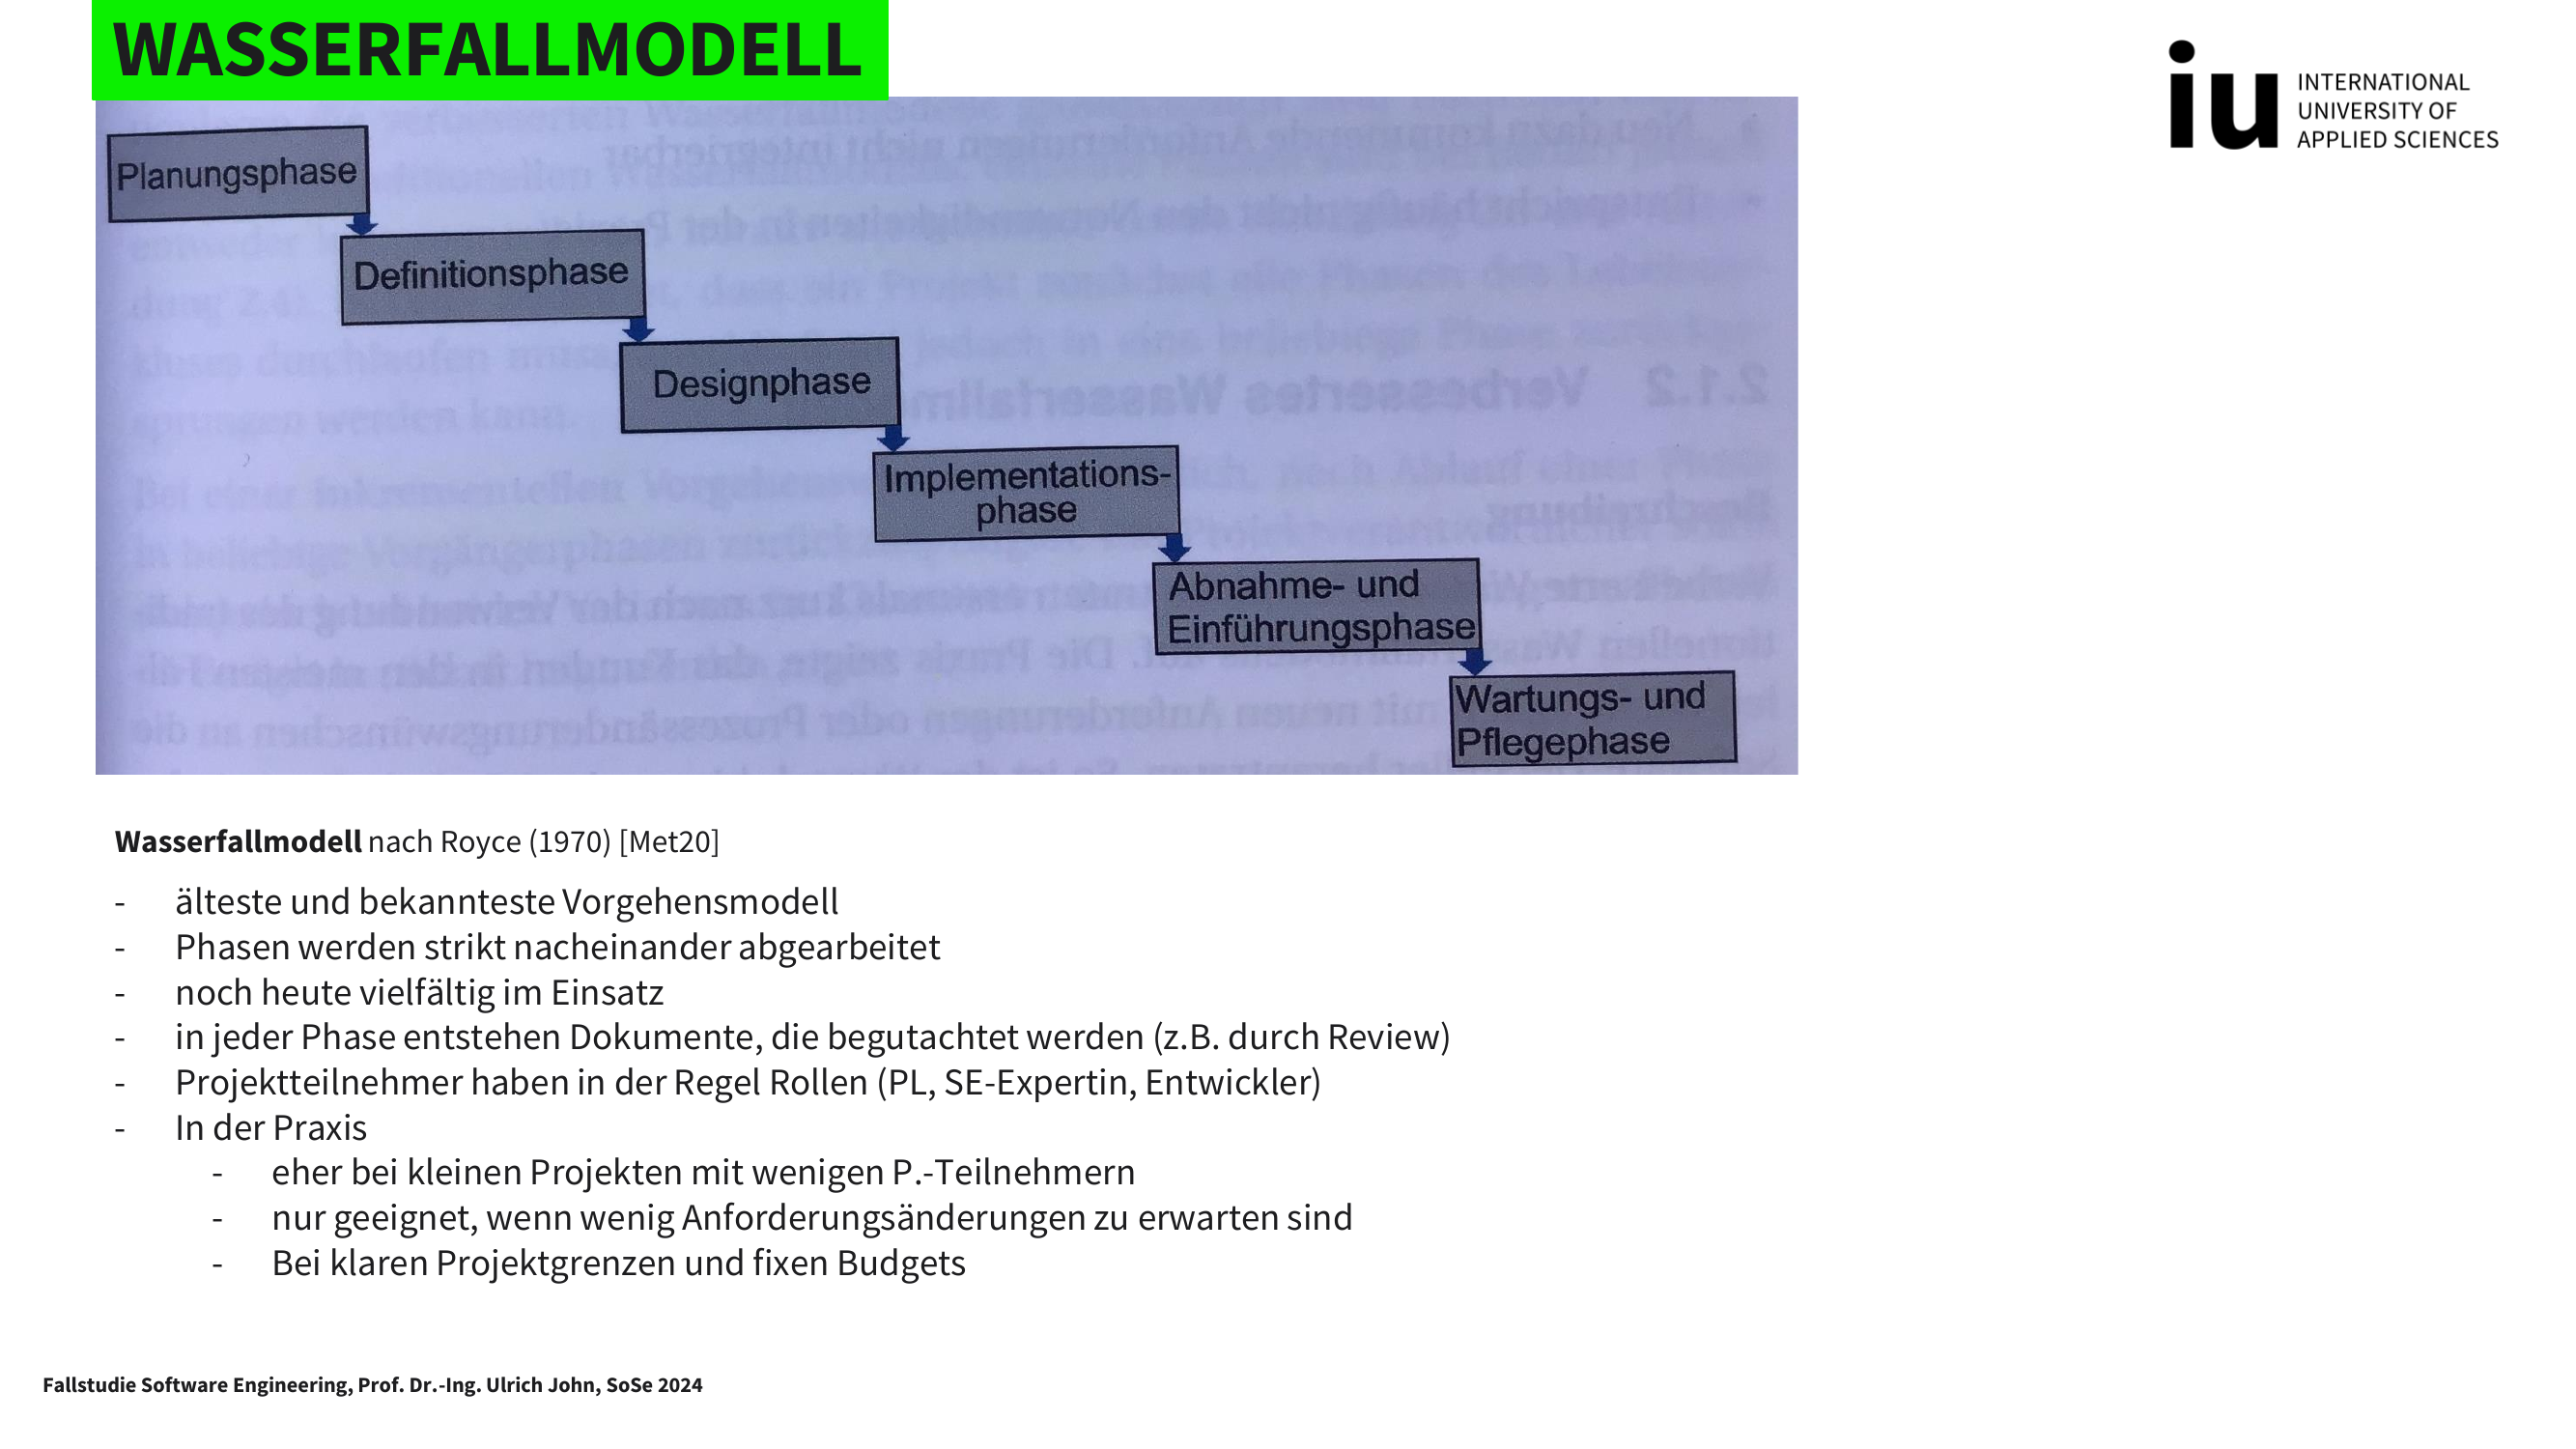 WASSERFALLMODELL
INTERNATIONAL
UNIVERSITY OF
APPLIED SCIENCES
iu
Planungsphase
Definitionsphase
Designphase
Implementations-
phase
Abnahme- und
Einführungsphase
Wartungs- und
Pflegephase
Wasserfallmodell nach Royce (1970) [Met20]
- älteste und bekannteste Vorgehensmodell
- Phasen werden strikt nacheinander abgearbeitet
- noch heute vielfältig im Einsatz
- in jeder Phase entstehen Dokumente, die begutachtet werden (z.B. durch Review)
- Projektteilnehmer haben in der Regel Rollen (PL, SE-Expertin, Entwickler)
- In der Praxis
- eher bei kleinen Projekten mit wenigen P.-Teilnehmern
- nur geeignet, wenn wenig Anforderungsänderungen zu erwarten sind
- Bei klaren Projektgrenzen und fixen Budgets
Fallstudie Software Engineering, Prof. Dr.-Ing. Ulrich John, SoSe 2024